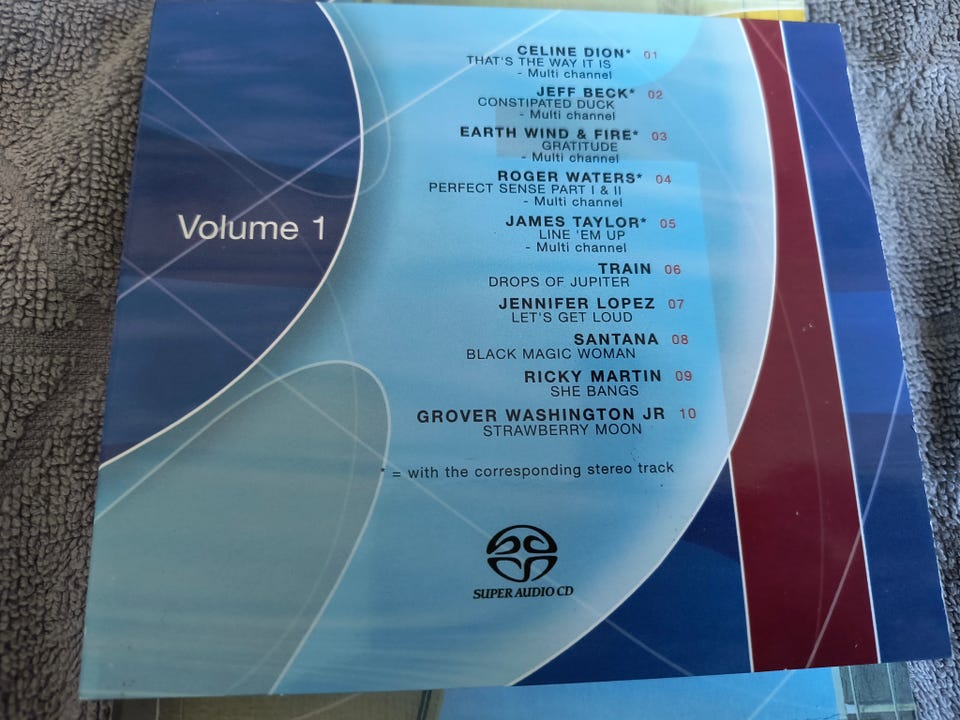 Volume 1
CELINE DION* 01
THAT'S THE WAY IT IS
- Multi channel
JEFF BECK* 02
CONSTIPATED DUCK
- Multi channel
EARTH WIND & FIRE* 03
GRATITUDE
- Multi channel
ROGER WATERS* 04
PERFECT SENSE PART I & II
- Multi channel
JAMES TAYLOR* 05
LINE 'EM UP
- Multi channel
TRAIN 06
DROPS OF JUPITER
JENNIFER LOPEZ 07
LET'S GET LOUD
SANTANA 08
BLACK MAGIC WOMAN
RICKY MARTIN 09
SHE BANGS
GROVER WASHINGTON JR 10
STRAWBERRY MOON
* = with the corresponding stereo track
SUPER AUDIO CD